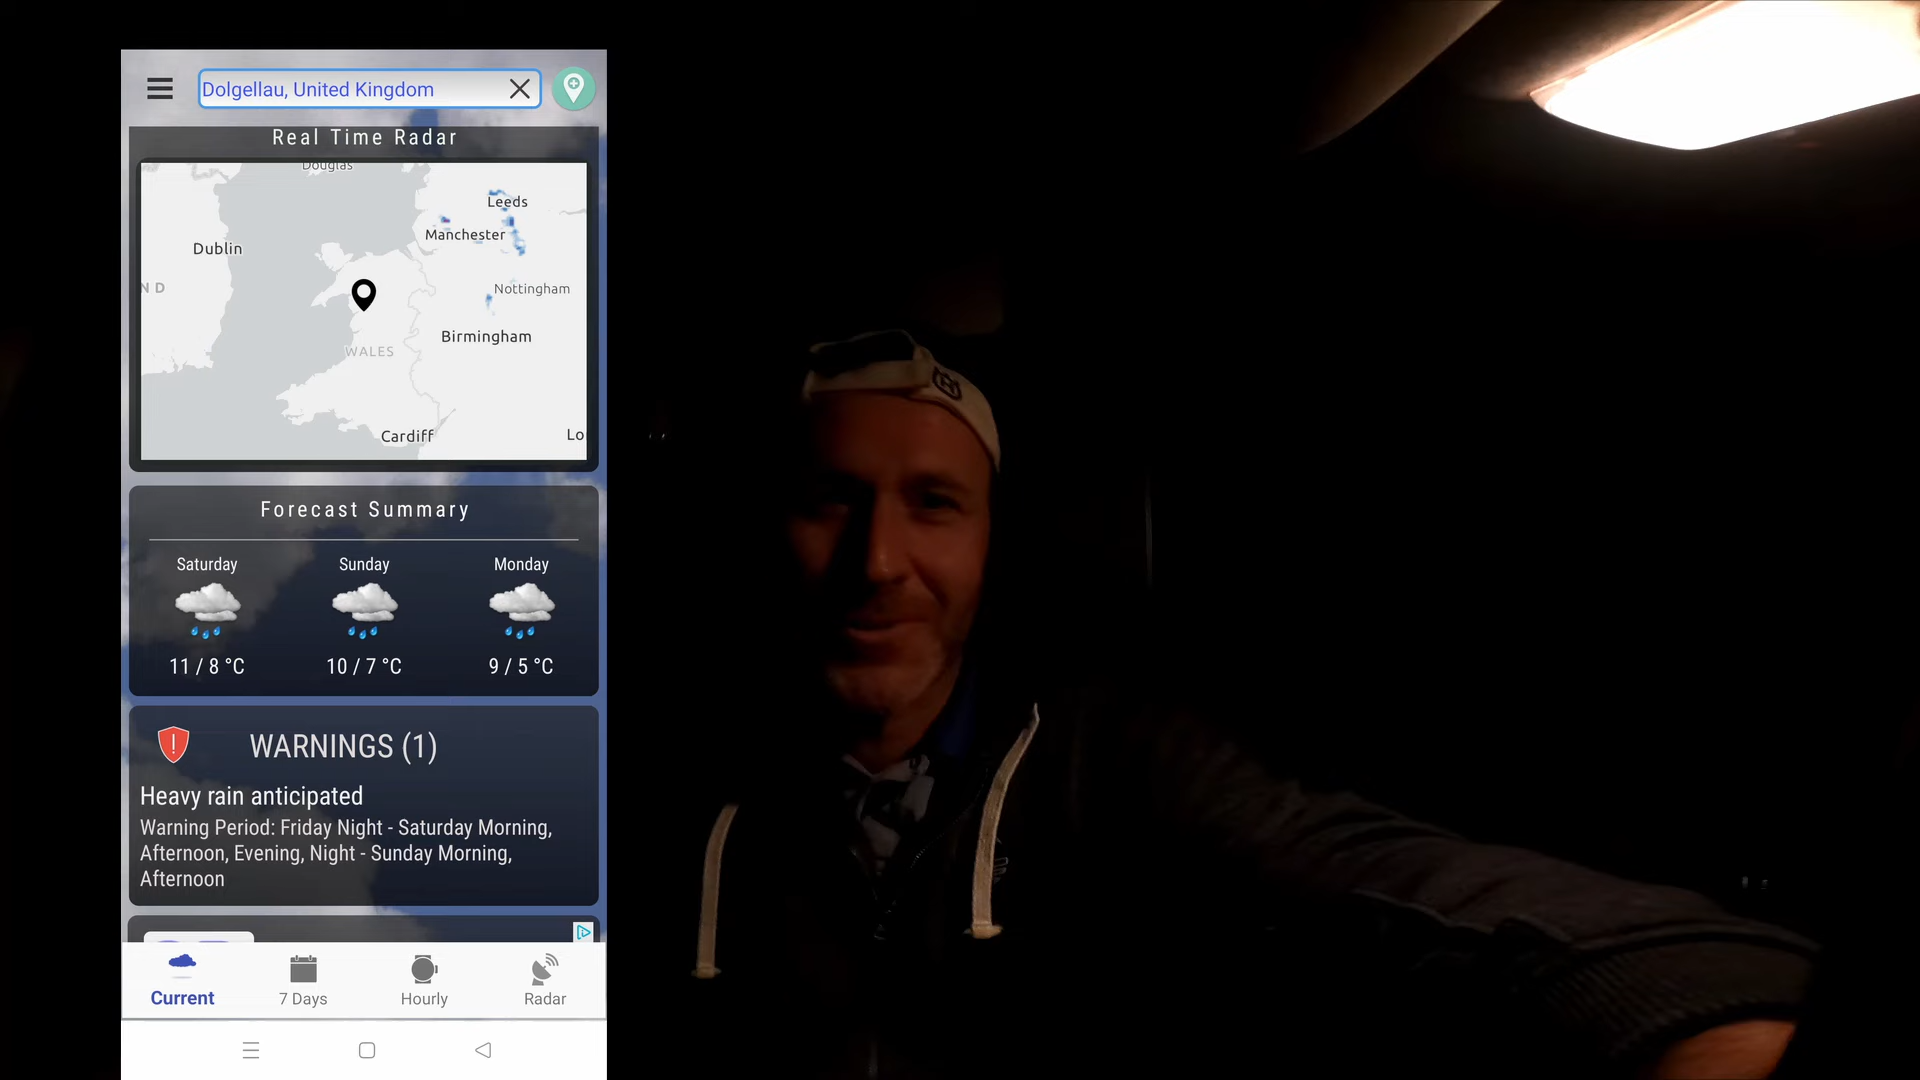 Dolgellau, United Kingdom
Real Time Radar
Douglas
Leeds
Manchester
Dublin
N D
Nottingham
Birmingham
WALES
Cardiff
Lo
Forecast Summary
Saturday Sunday Monday
11 / 8 °C 10 / 7 °C 9 / 5 °C
WARNINGS (1)
Heavy rain anticipated
Warning Period: Friday Night - Saturday Morning,
Afternoon, Evening, Night - Sunday Morning,
Afternoon
Current 7 Days Hourly Radar